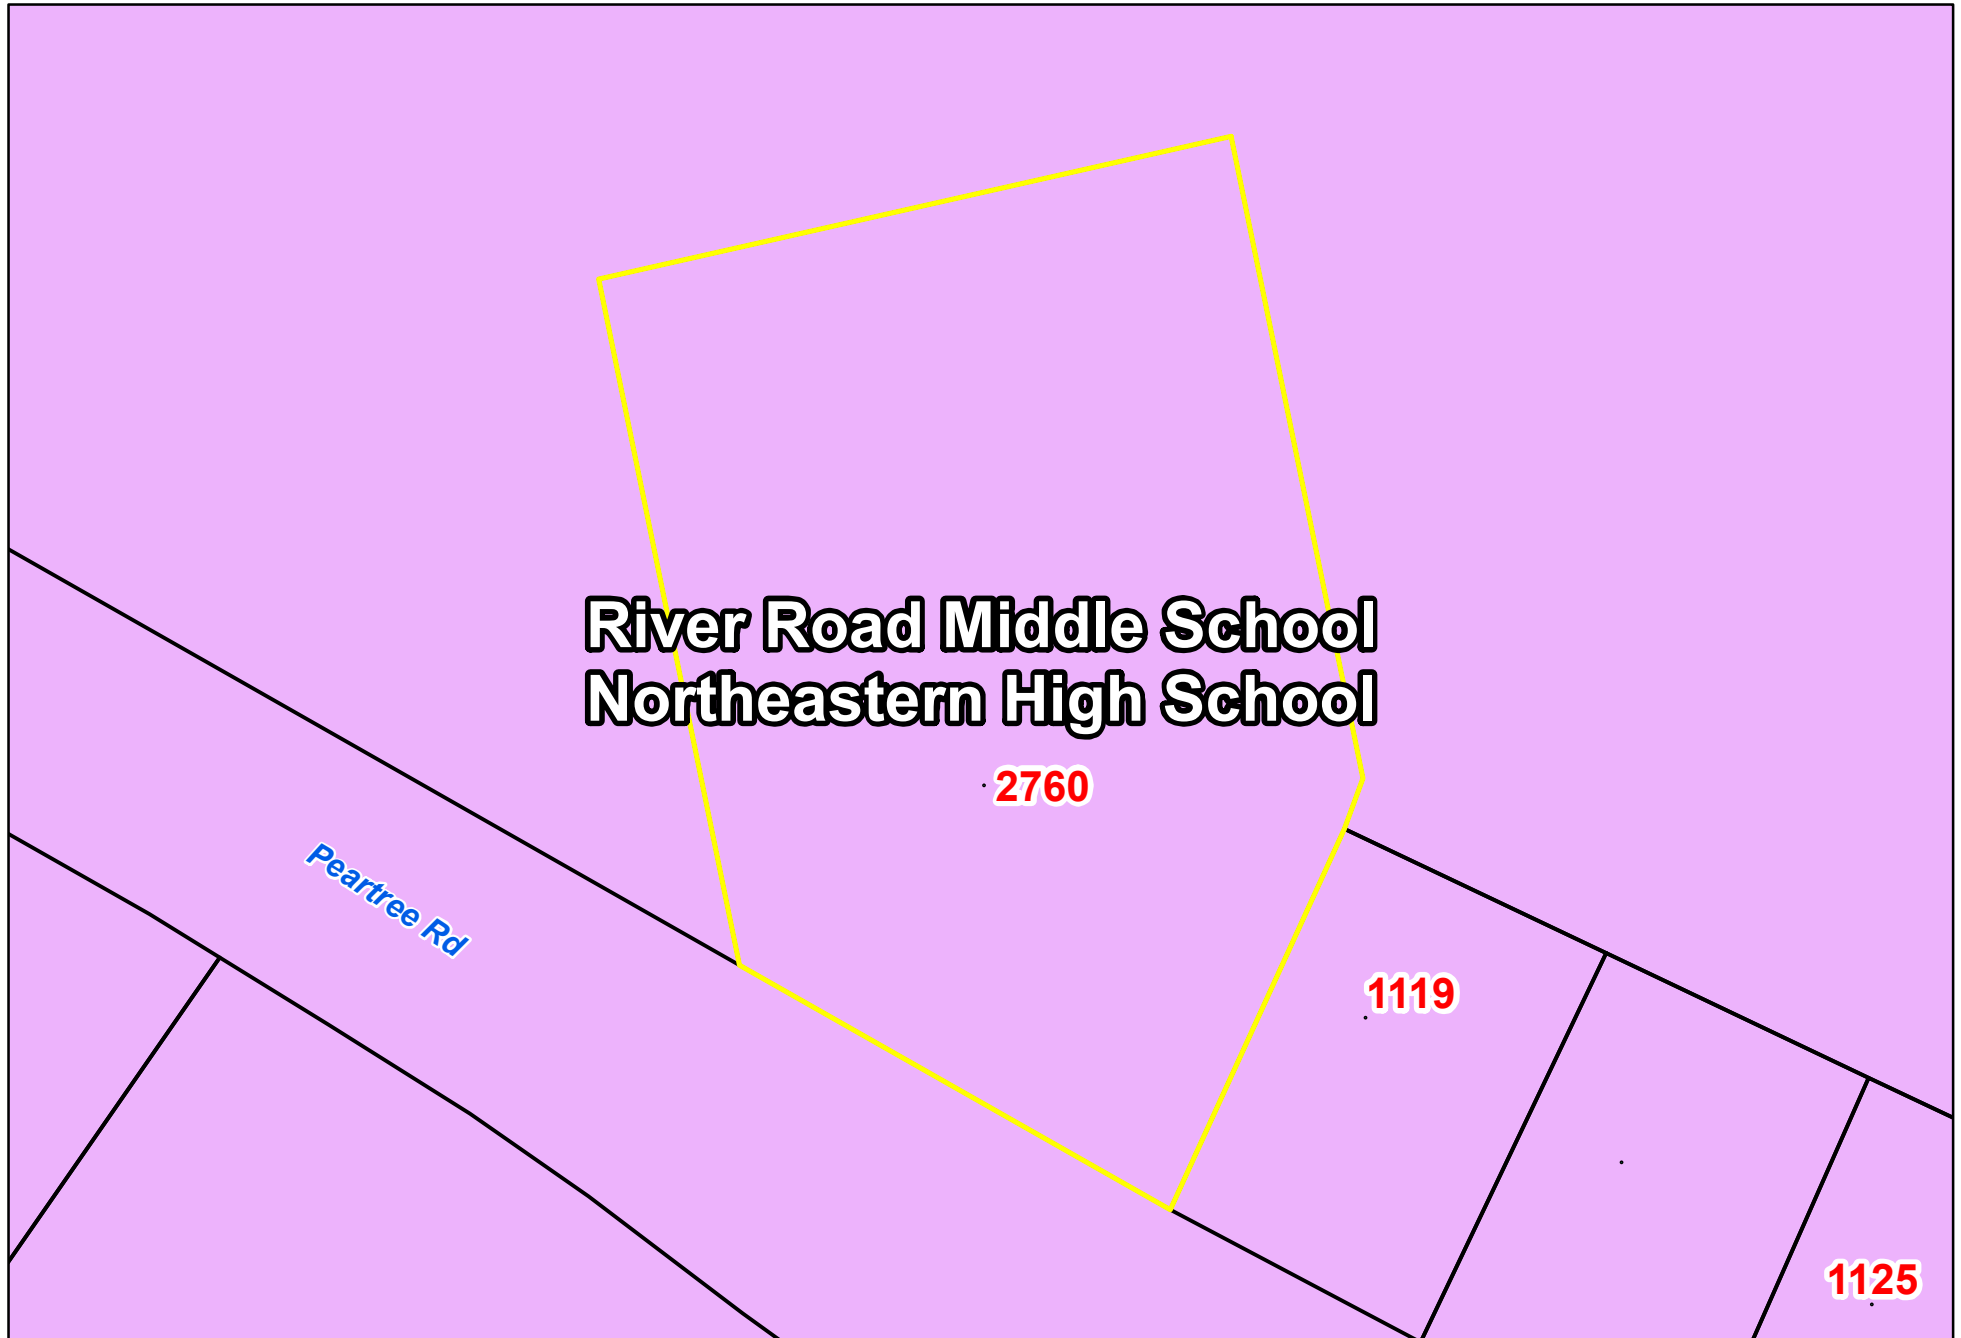 River Road Middle School
Northeastern High School
2760
Peartree Rd
1119
1125